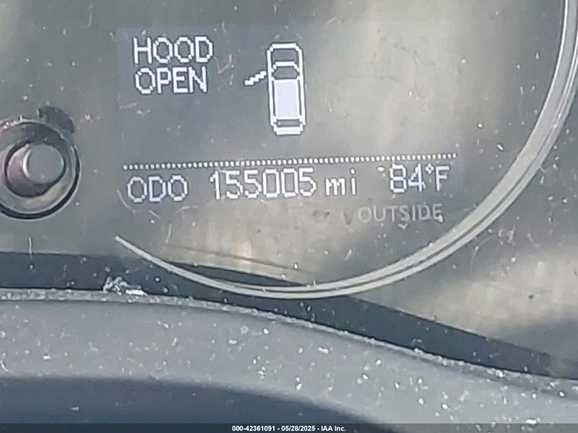 HOOD
OPEN
ODO 155005 mi 84°F
OUTSIDE
000-42361091 - 05/28/2025 - IAA Inc.